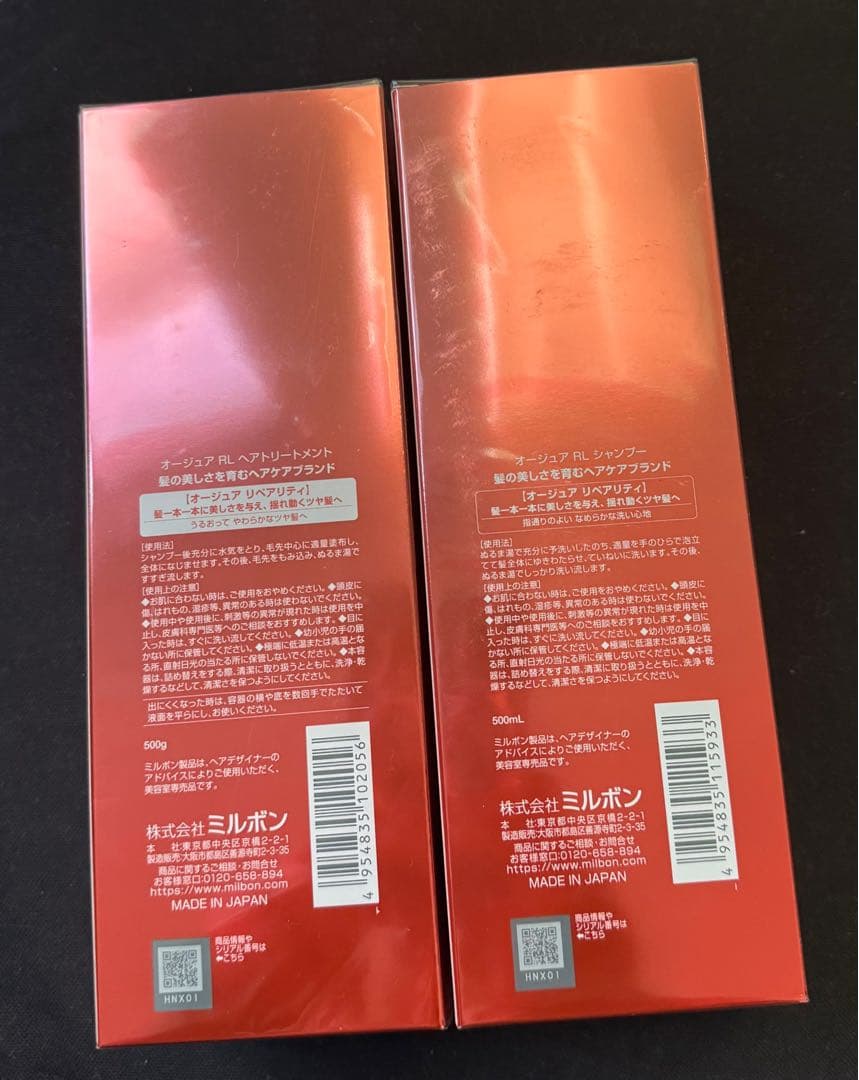 オージュア RL ヘアトリートメント
髪の美しさを育むヘアケアブランド
【オージュア リペアリティ】
髪一本一本に美しさを与え、揺れ動くツヤ髪へ
うるおって やわらかなツヤ髪へ
[使用法]
シャンプー後充分に水気をとり、毛先中心に適量塗布し、
全体になじませます。その後、毛先をもみ込み、ぬるま湯で
すすぎ流します。
[使用上の注意]
◆お肌に合わない時は、ご使用をおやめください。◆頭皮に
傷、はれもの、湿疹等、異常のある時は使わないでください。
◆使用中や使用後に、刺激等の異常が現れた時は使用を中
止し、皮膚科専門医等へのご相談をおすすめします。◆目に
入った時は、すぐに洗い流してください。◆幼小児の手の届
かない所に保管してください。◆極端に低温または高温とな
る所、直射日光の当たる所に保管しないでください。◆本容
器は、詰め替えをする際、清潔に取り扱うとともに、洗浄・乾
燥するなどして、清潔さを保つようにしてください。
出にくくなった時は、容器の横や底を数回手でたたいて
液面を平らにし、お使いください。
500g
ミルボン製品は、ヘアデザイナーの
アドバイスによりご使用いただく、
美容室専売品です。
株式会社ミルボン
本　社:東京都中央区京橋2-2-1
製造販売:大阪市都島区善源寺町2-3-35
商品に関するご相談・お問合せ
お客様窓口:0120-658-894
https://www.milbon.com
MADE IN JAPAN
4 954835 102056
商品情報や
シリアル番号は
⬅こちら
HNX01
オージュア RL シャンプー
髪の美しさを育むヘアケアブランド
【オージュア リペアリティ】
髪一本一本に美しさを与え、揺れ動くツヤ髪へ
指通りのよい なめらかな洗い心地
[使用法]
ぬるま湯で充分に予洗いしたのち、適量を手のひらで泡立
てて髪全体にゆきわたらせ、ていねいに洗います。その後、
ぬるま湯でしっかり洗い流します。
[使用上の注意]
◆お肌に合わない時は、ご使用をおやめください。◆頭皮に
傷、はれもの、湿疹等、異常のある時は使わないでください。
◆使用中や使用後に、刺激等の異常が現れた時は使用を中
止し、皮膚科専門医等へのご相談をおすすめします。◆目に
入った時は、すぐに洗い流してください。◆幼小児の手の届
かない所に保管してください。◆極端に低温または高温とな
る所、直射日光の当たる所に保管しないでください。◆本容
器は、詰め替えをする際、清潔に取り扱うとともに、洗浄・乾
燥するなどして、清潔さを保つようにしてください。
500mL
ミルボン製品は、ヘアデザイナーの
アドバイスによりご使用いただく、
美容室専売品です。
株式会社ミルボン
本　社:東京都中央区京橋2-2-1
製造販売:大阪市都島区善源寺町2-3-35
商品に関するご相談・お問合せ
お客様窓口:0120-658-894
https://www.milbon.com
MADE IN JAPAN
4 954835 115933
商品情報や
シリアル番号は
⬅こちら
HNX01